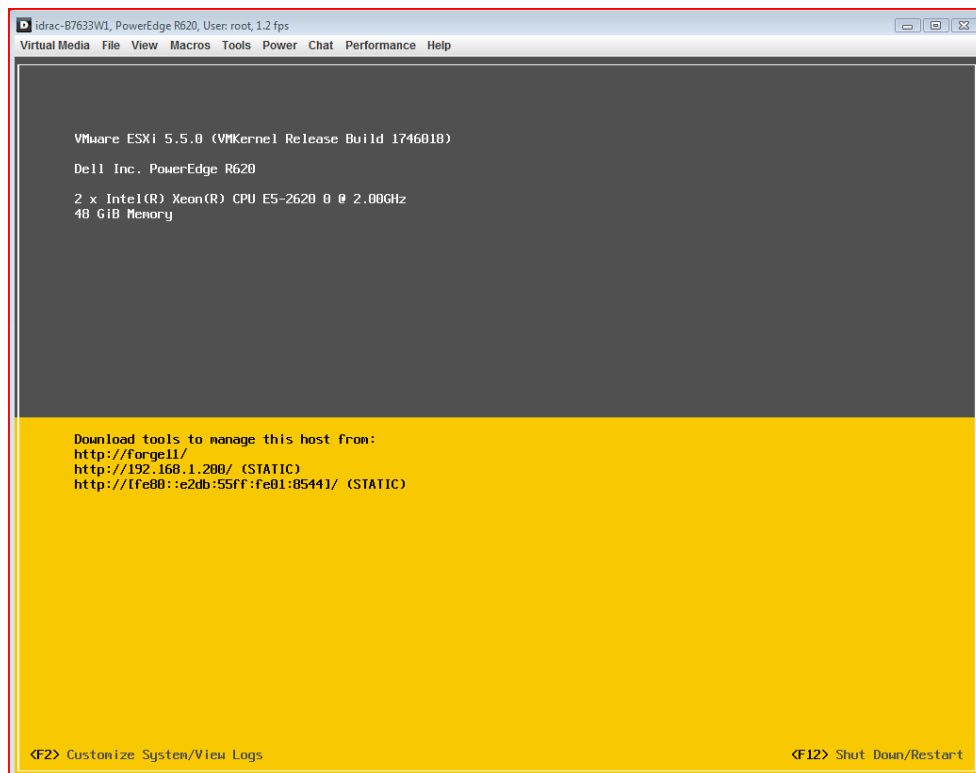 idrac-B7633W1, PowerEdge R620, User: root, 1.2 fps
Virtual Media File View Macros Tools Power Chat Performance Help
VMware ESXi 5.5.0 (VMKernel Release Build 1746018)
Dell Inc. PowerEdge R620
2 x Intel(R) Xeon(R) CPU E5-2620 0 @ 2.00GHz
48 GiB Memory
Download tools to manage this host from:
http://forge11/
http://192.168.1.200/ (STATIC)
http://[fe80::e2db:55ff:fe01:8544]/ (STATIC)
<F2> Customize System/View Logs
<F12> Shut Down/Restart